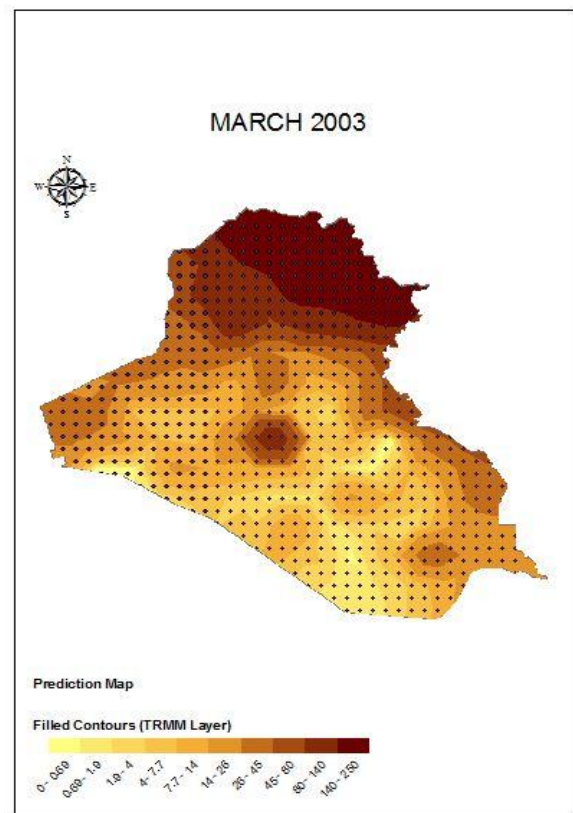 MARCH 2003
N
W E
S
Prediction Map
Filled Contours (TRMM Layer)
0 - 0.69 0.69 - 1.9 1.9 - 4 4 - 7.7 7.7 - 14 14 - 26 26 - 45 45 - 80 80 - 140 140 - 250